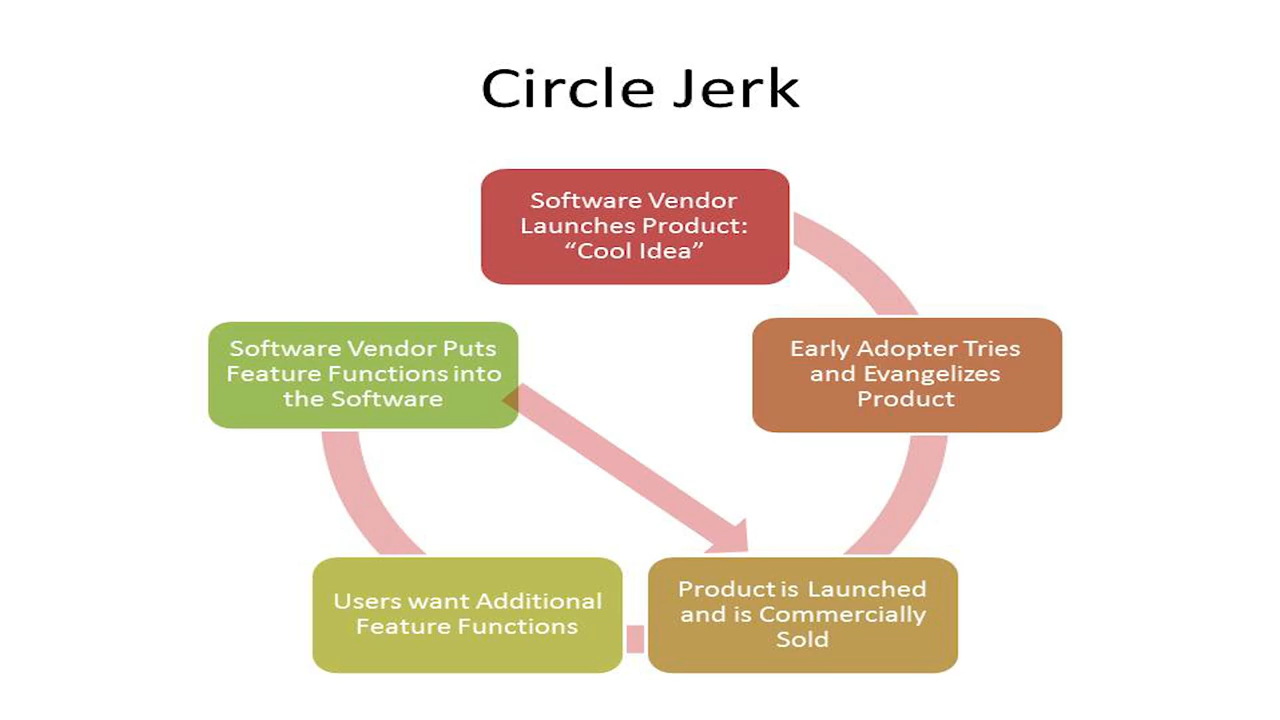 Circle Jerk
Software Vendor
Launches Product:
“Cool Idea”
Early Adopter Tries
and Evangelizes
Product
Product is Launched
and is Commercially
Sold
Users want Additional
Feature Functions
Software Vendor Puts
Feature Functions into
the Software